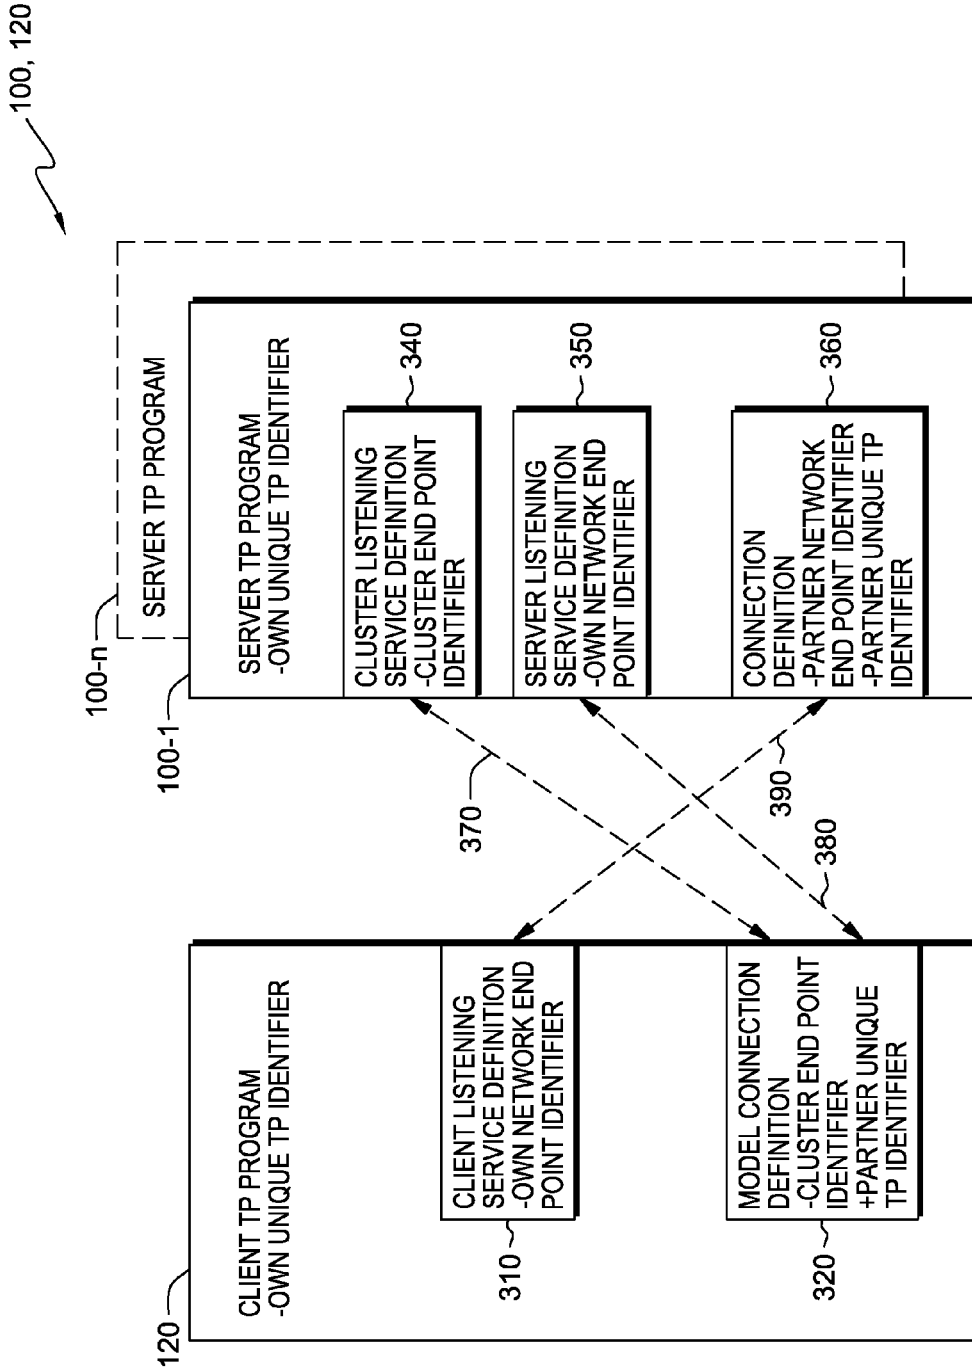 100, 120
120
CLIENT TP PROGRAM
-OWN UNIQUE TP IDENTIFIER
310
CLIENT LISTENING
SERVICE DEFINITION
-OWN NETWORK END
POINT IDENTIFIER
320
MODEL CONNECTION
DEFINITION
-CLUSTER END POINT
IDENTIFIER
+PARTNER UNIQUE
TP IDENTIFIER
370
380
390
100-n
SERVER TP PROGRAM
100-1
SERVER TP PROGRAM
-OWN UNIQUE TP IDENTIFIER
CLUSTER LISTENING
SERVICE DEFINITION
-CLUSTER END POINT
IDENTIFIER
340
SERVER LISTENING
SERVICE DEFINITION
-OWN NETWORK END
POINT IDENTIFIER
350
CONNECTION
DEFINITION
-PARTNER NETWORK
END POINT IDENTIFIER
-PARTNER UNIQUE TP
IDENTIFIER
360